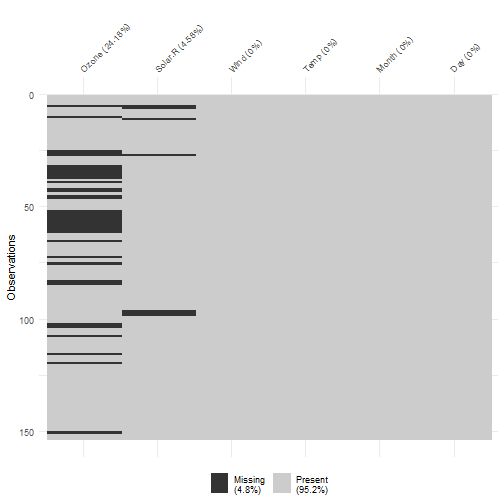 Ozone (24.18%)
Solar.R (4.58%)
Wind (0%)
Temp (0%)
Month (0%)
Day (0%)
0
50
100
150
Observations
Missing
(4.8%)
Present
(95.2%)